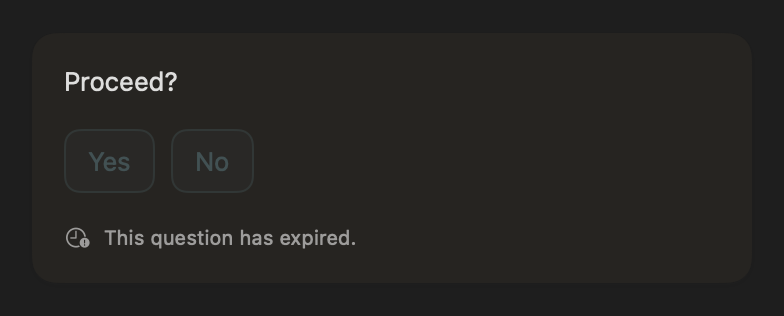 Proceed?
Yes No
This question has expired.